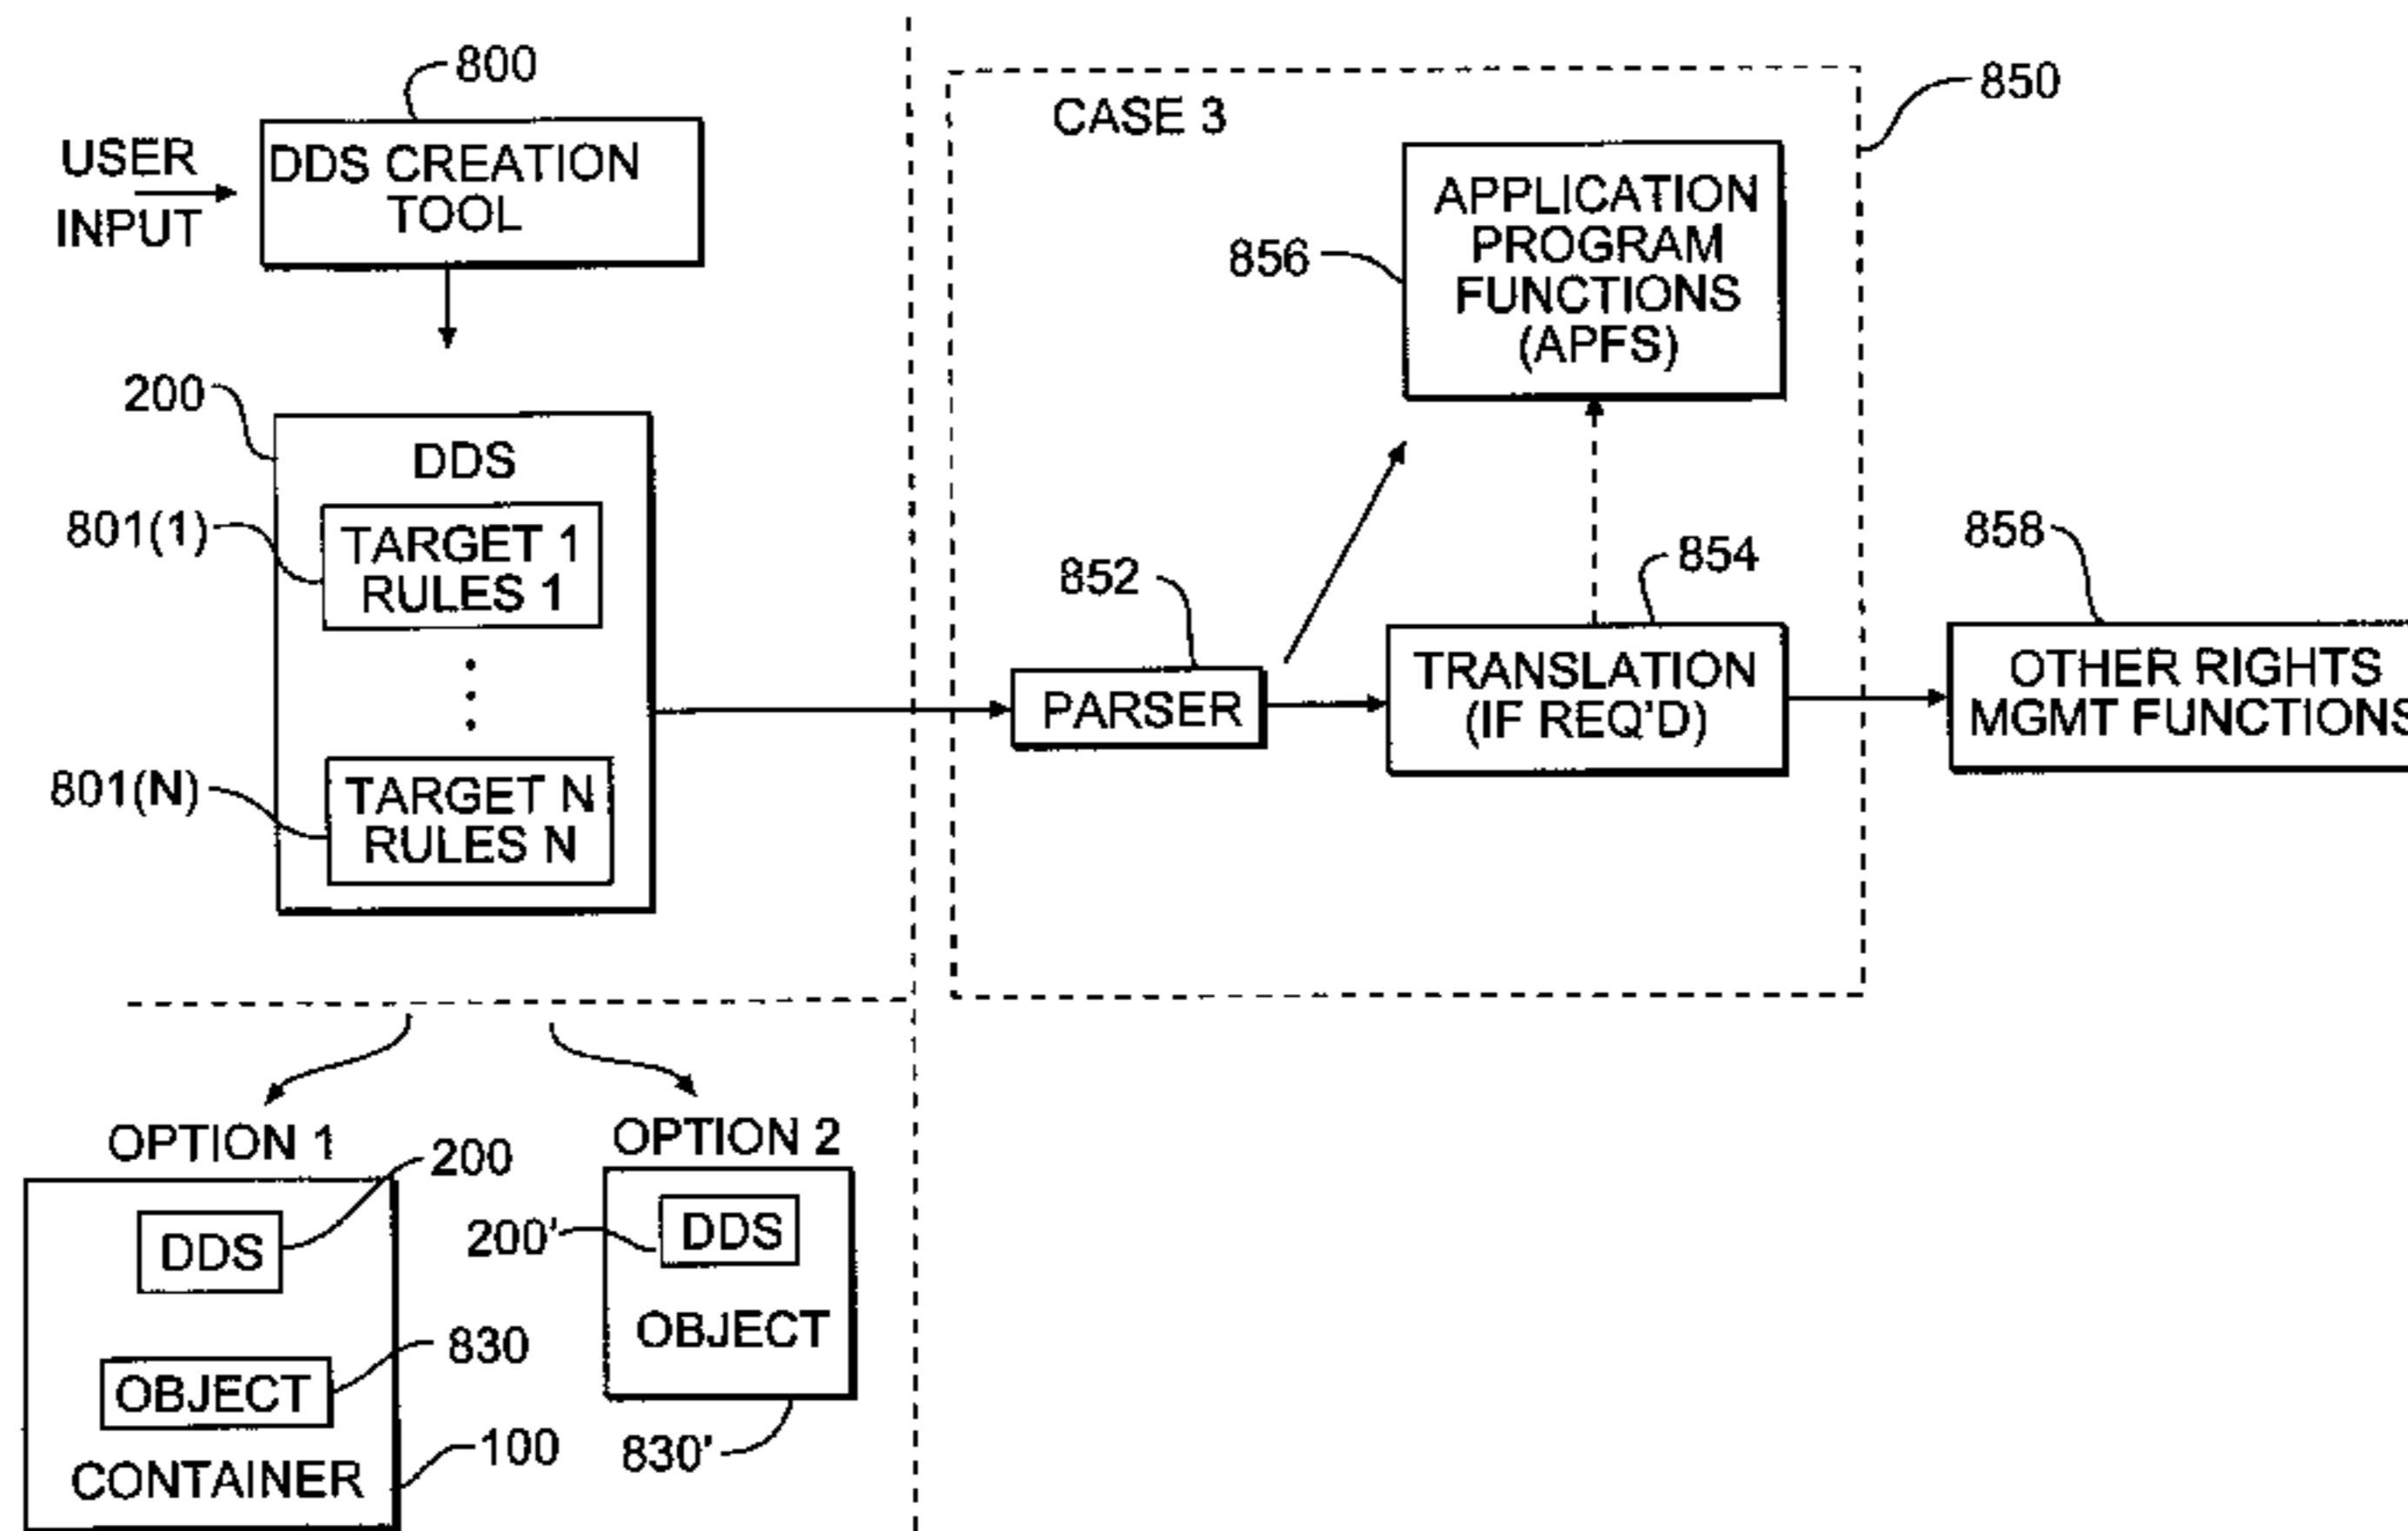 800
USER
INPUT
DDS CREATION
TOOL
200
DDS
801(1)
TARGET 1
RULES 1
801(N)
TARGET N
RULES N
OPTION 1
200
DDS
OBJECT
830
CONTAINER
100
OPTION 2
200'
DDS
OBJECT
830'
CASE 3
850
856
APPLICATION
PROGRAM
FUNCTIONS
(APFS)
852
PARSER
854
TRANSLATION
(IF REQ'D)
858
OTHER RIGHTS
MGMT FUNCTIONS